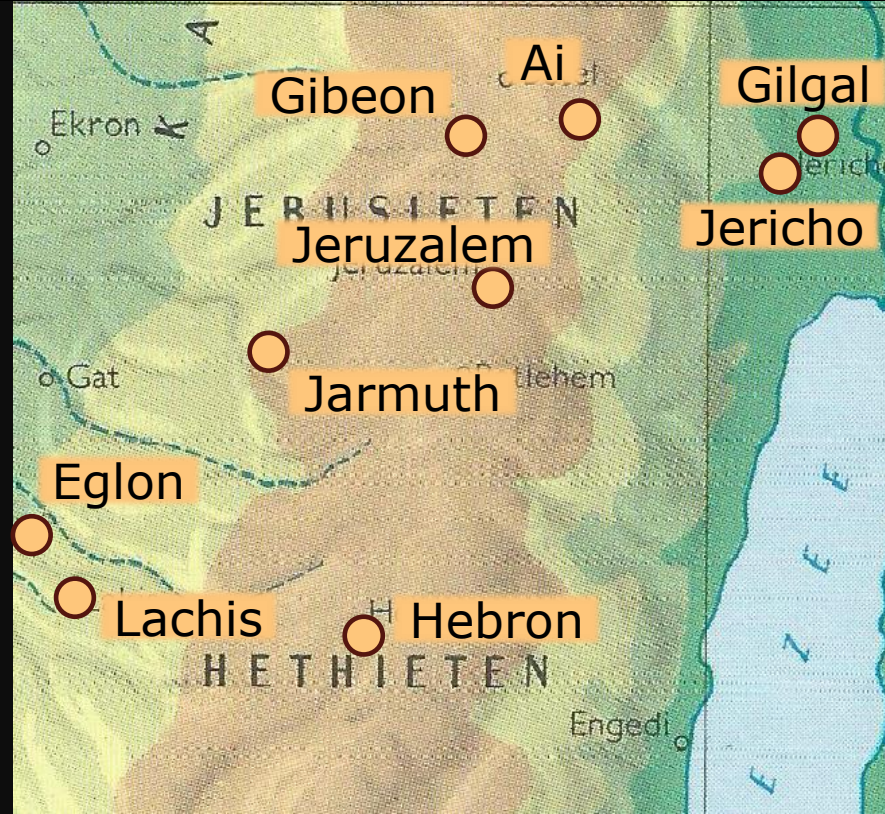 A
Ai
Gibeon
Gilgal
Ekron
K
JEBUSIETEN
Jericho
Jeruzalem
Jeruzalem
Gat
Jarmuth
Eglon
Z E E
Lachis
H
Hebron
HETHIETEN
Engedi
E